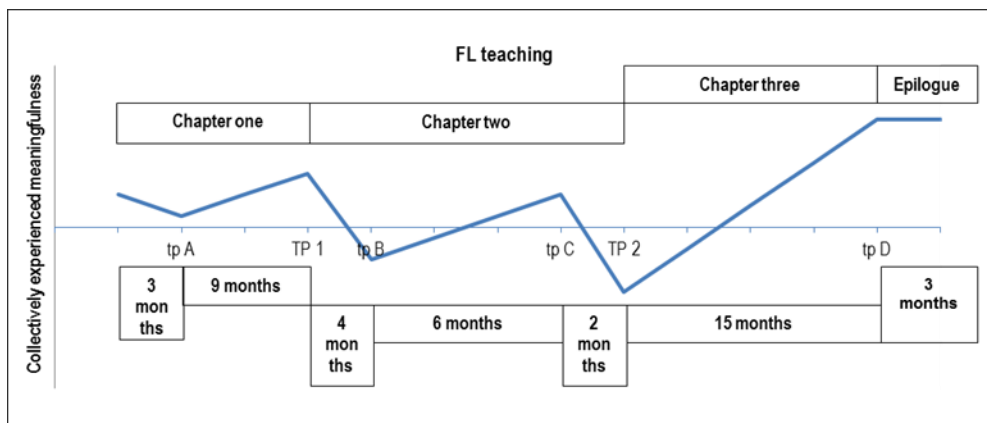 FL teaching
Collectively experienced meaningfulness
Chapter three
Epilogue
Chapter one
Chapter two
tp A
TP 1
tp B
tp C
TP 2
tp D
3
mon
ths
9 months
4
mon
ths
6 months
2
mon
ths
15 months
3
months